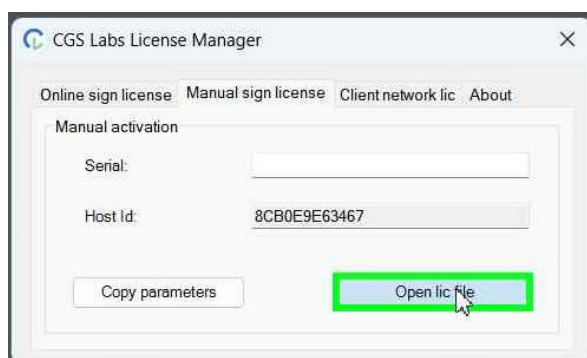 CGS Labs License Manager
Online sign license Manual sign license Client network lic About
Manual activation
Serial:
Host Id: 8CB0E9E63467
Copy parameters Open lic file